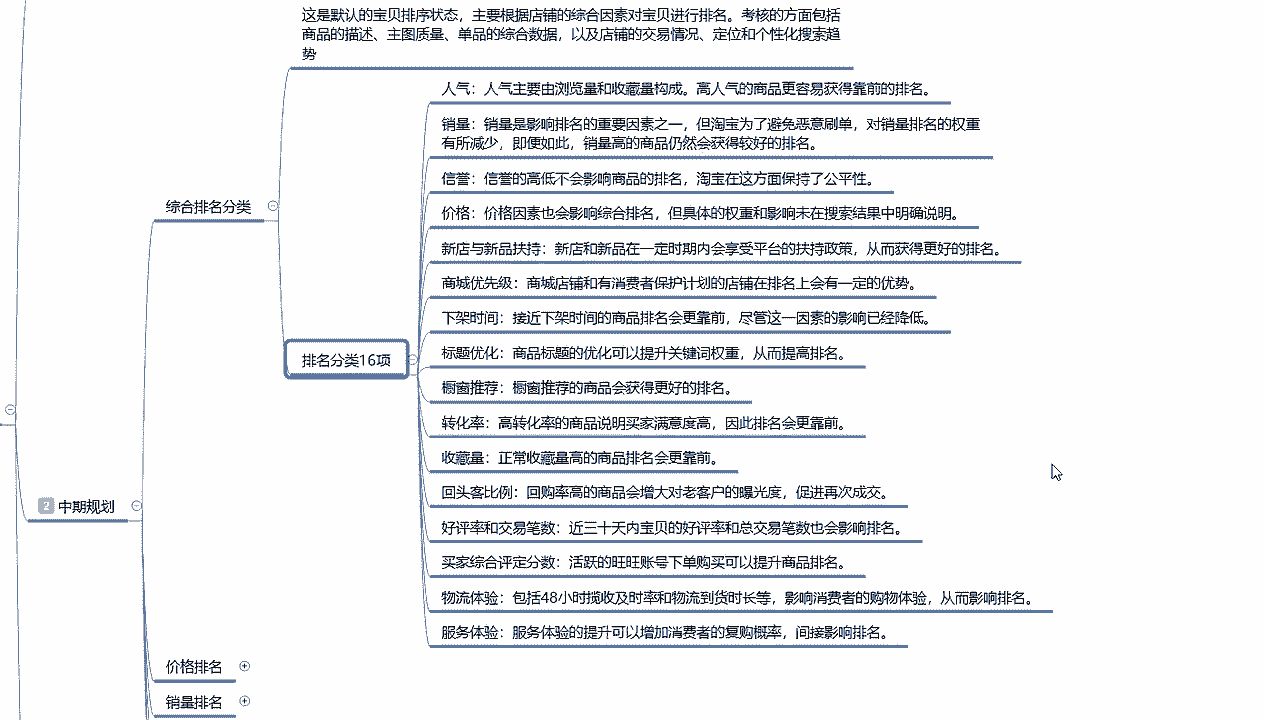 这是默认的宝贝排序状态，主要根据店铺的综合因素对宝贝进行排名。考核的方面包括
商品的描述、主图质量、单品的综合数据，以及店铺的交易情况、定位和个性化搜索趋
势
人气：人气主要由浏览量和收藏量构成。高人气的商品更容易获得靠前的排名。
销量：销量是影响排名的重要因素之一，但淘宝为了避免恶意刷单，对销量排名的权重
有所减少，即便如此，销量高的商品仍然会获得较好的排名。
信誉：信誉的高低不会影响商品的排名，淘宝在这方面保持了公平性。
综合排名分类
价格：价格因素也会影响综合排名，但具体的权重和影响未在搜索结果中明确说明。
新店与新品扶持：新店和新品在一定时期内会享受平台的扶持政策，从而获得更好的排名。
商城优先级：商城店铺和有消费者保护计划的店铺在排名上会有一定的优势。
下架时间：接近下架时间的商品排名会更靠前，尽管这一因素的影响已经降低。
排名分类16项
标题优化：商品标题的优化可以提升关键词权重，从而提高排名。
橱窗推荐：橱窗推荐的商品会获得更好的排名。
转化率：高转化率的商品说明买家满意度高，因此排名会更靠前。
收藏量：正常收藏量高的商品排名会更靠前。
回头客比例：回购率高的商品会增大对老客户的曝光度，促进再次成交。
2 中期规划
好评率和交易笔数：近三十天内宝贝的好评率和总交易笔数也会影响排名。
买家综合评定分数：活跃的旺旺账号下单购买可以提升商品排名。
物流体验：包括48小时揽收及时率和物流到货时长等，影响消费者的购物体验，从而影响排名。
服务体验：服务体验的提升可以增加消费者的复购概率，间接影响排名。
价格排名
销量排名